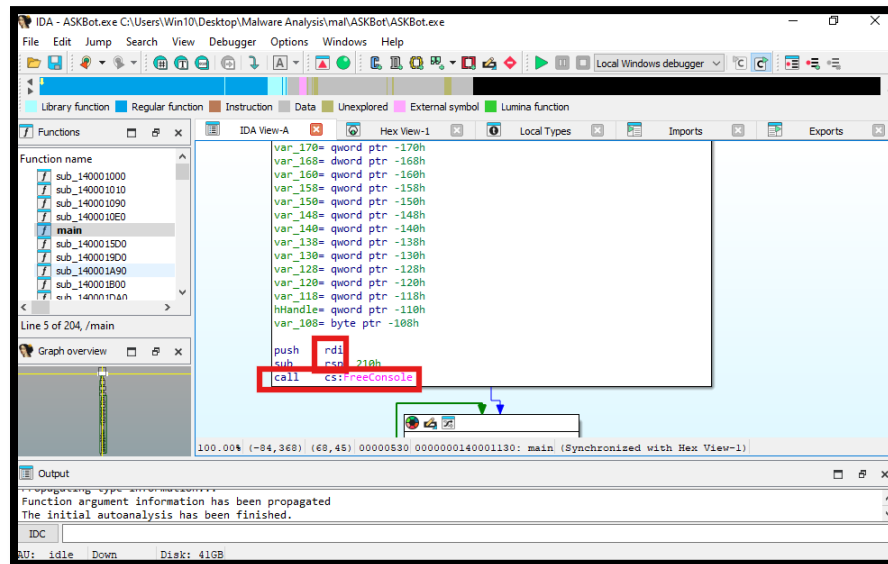 IDA - ASKBot.exe C:\Users\Win10\Desktop\Malware Analysis\mal\ASKBot\ASKBot.exe
File Edit Jump Search View Debugger Options Windows Help
Local Windows debugger
Library function Regular function Instruction Data Unexplored External symbol Lumina function
Functions
IDA View-A
Hex View-1
Local Types
Imports
Exports
Function name
sub_140001000
sub_140001010
sub_140001090
sub_1400010E0
main
sub_1400015D0
sub_1400019D0
sub_140001A90
sub_140001B00
sub_140001DA0
Line 5 of 204, /main
Graph overview
var_170= qword ptr -170h
var_168= dword ptr -168h
var_160= qword ptr -160h
var_158= qword ptr -158h
var_150= qword ptr -150h
var_148= qword ptr -148h
var_140= qword ptr -140h
var_138= qword ptr -138h
var_130= qword ptr -130h
var_128= qword ptr -128h
var_120= qword ptr -120h
var_118= qword ptr -118h
hHandle= qword ptr -110h
var_108= byte ptr -108h
push rdi
sub rsp, 210h
call cs:FreeConsole
100.00% (-84,368) (68,45) 00000530 0000000140001130: main (Synchronized with Hex View-1)
Output
Propagating type information...
Function argument information has been propagated
The initial autoanalysis has been finished.
IDC
AU: idle Down Disk: 41GB